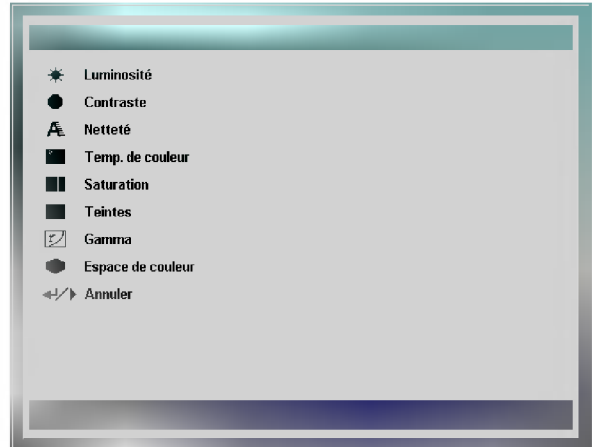 Luminosité
Contraste
Netteté
Temp. de couleur
Saturation
Teintes
Gamma
Espace de couleur
Annuler